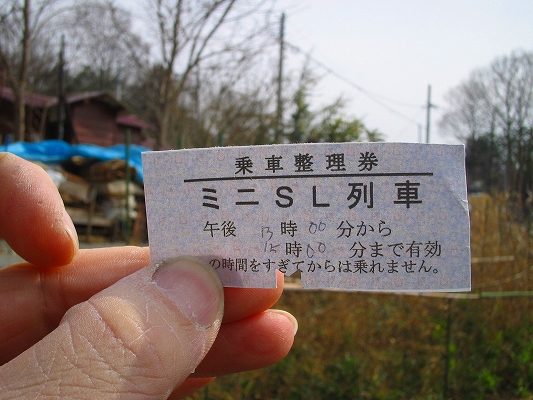 乗車整理券
ミニSL列車
午後 13時00分から
15時00分まで有効
の時間をすぎてからは乗れません。